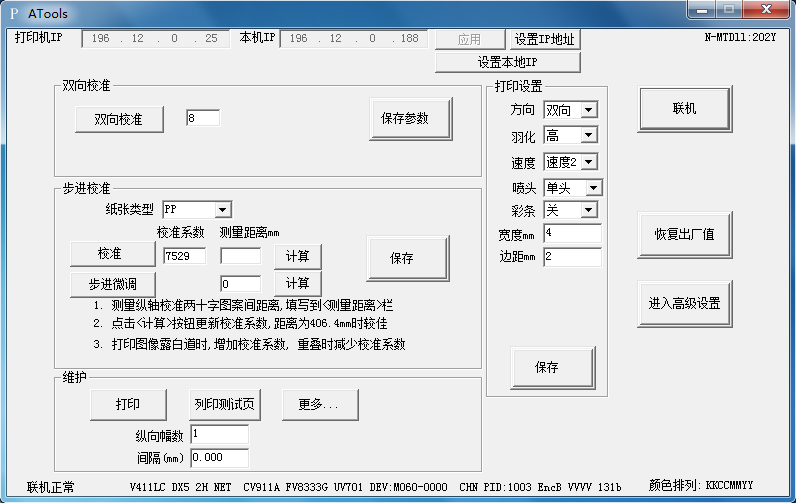 P ATools
打印机IP 196 . 12 . 0 . 25 本机IP 196 . 12 . 0 . 188 应用 设置IP地址 N-MTDll:202Y
设置本地IP
双向校准
双向校准 8 保存参数
打印设置
方向 双向
羽化 高
速度 速度2
喷头 单头
彩条 关
宽度mm 4
边距mm 2
保存
联机
恢复出厂值
进入高级设置
步进校准
纸张类型 PP
校准系数 测量距离mm
校准 7529 计算
步进微调 0 计算
保存
1. 测量纵轴校准两十字图案间距离,填写到<测量距离>栏
2. 点击<计算>按钮更新校准系数,距离为406.4mm时较佳
3. 打印图像露白道时,增加校准系数, 重叠时减少校准系数
维护
打印 列印测试页 更多...
纵向幅数 1
间隔(mm) 0.000
联机正常 V411LC DX5 2H NET CV911A FV8333G UV701 DEV:M060-0000 CHN PID:1003 EncB VVVV 131b 颜色排列: KKCCMMYY